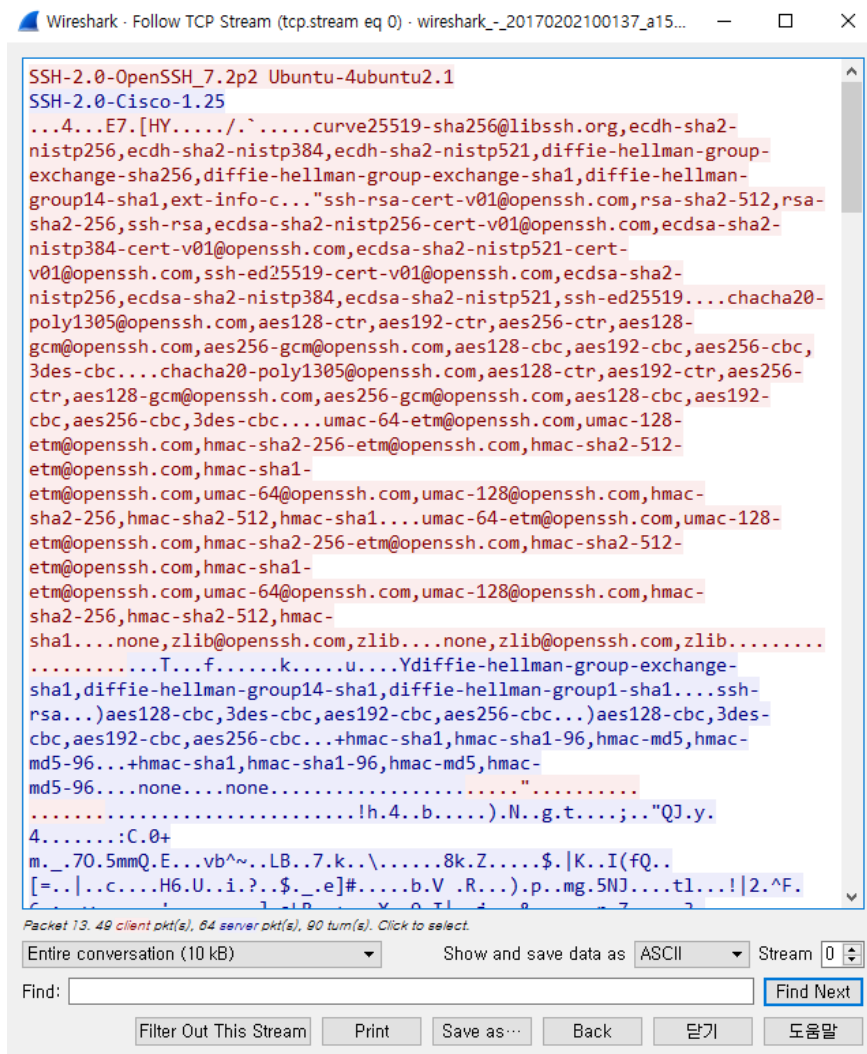 Wireshark · Follow TCP Stream (tcp.stream eq 0) · wireshark_-_20170202100137_a15...
SSH-2.0-OpenSSH_7.2p2 Ubuntu-4ubuntu2.1
SSH-2.0-Cisco-1.25
...4...E7.[HY...../.`.....curve25519-sha256@libssh.org,ecdh-sha2-
nistp256,ecdh-sha2-nistp384,ecdh-sha2-nistp521,diffie-hellman-group-
exchange-sha256,diffie-hellman-group-exchange-sha1,diffie-hellman-
group14-sha1,ext-info-c..."ssh-rsa-cert-v01@openssh.com,rsa-sha2-512,rsa-
sha2-256,ssh-rsa,ecdsa-sha2-nistp256-cert-v01@openssh.com,ecdsa-sha2-
nistp384-cert-v01@openssh.com,ecdsa-sha2-nistp521-cert-
v01@openssh.com,ssh-ed25519-cert-v01@openssh.com,ecdsa-sha2-
nistp256,ecdsa-sha2-nistp384,ecdsa-sha2-nistp521,ssh-ed25519....chacha20-
poly1305@openssh.com,aes128-ctr,aes192-ctr,aes256-ctr,aes128-
gcm@openssh.com,aes256-gcm@openssh.com,aes128-cbc,aes192-cbc,aes256-cbc,
3des-cbc....chacha20-poly1305@openssh.com,aes128-ctr,aes192-ctr,aes256-
ctr,aes128-gcm@openssh.com,aes256-gcm@openssh.com,aes128-cbc,aes192-
cbc,aes256-cbc,3des-cbc....umac-64-etm@openssh.com,umac-128-
etm@openssh.com,hmac-sha2-256-etm@openssh.com,hmac-sha2-512-
etm@openssh.com,hmac-sha1-
etm@openssh.com,umac-64@openssh.com,umac-128@openssh.com,hmac-
sha2-256,hmac-sha2-512,hmac-sha1....umac-64-etm@openssh.com,umac-128-
etm@openssh.com,hmac-sha2-256-etm@openssh.com,hmac-sha2-512-
etm@openssh.com,hmac-sha1-
etm@openssh.com,umac-64@openssh.com,umac-128@openssh.com,hmac-
sha2-256,hmac-sha2-512,hmac-
sha1....none,zlib@openssh.com,zlib....none,zlib@openssh.com,zlib.........
............T...f......k.....u....Ydiffie-hellman-group-exchange-
sha1,diffie-hellman-group14-sha1,diffie-hellman-group1-sha1....ssh-
rsa...)aes128-cbc,3des-cbc,aes192-cbc,aes256-cbc...)aes128-cbc,3des-
cbc,aes192-cbc,aes256-cbc...+hmac-sha1,hmac-sha1-96,hmac-md5,hmac-
md5-96...+hmac-sha1,hmac-sha1-96,hmac-md5,hmac-
md5-96....none....none......................."..........
...............................!h.4..b.....).N..g.t....;.."QJ.y.
4.......:C.0+
m._.7O.5mmQ.E...vb^~..LB..7.k..\......8k.Z.....$.|K..I(fQ..
[=..|..c....H6.U..i.?..$._.e]#.....b.V .R...).p..mg.5NJ....tl...!|2.^F.
Packet 13. 49 client pkt(s), 64 server pkt(s), 90 turn(s). Click to select.
Entire conversation (10 kB) Show and save data as ASCII Stream 0
Find: Find Next
Filter Out This Stream Print Save as… Back 닫기 도움말